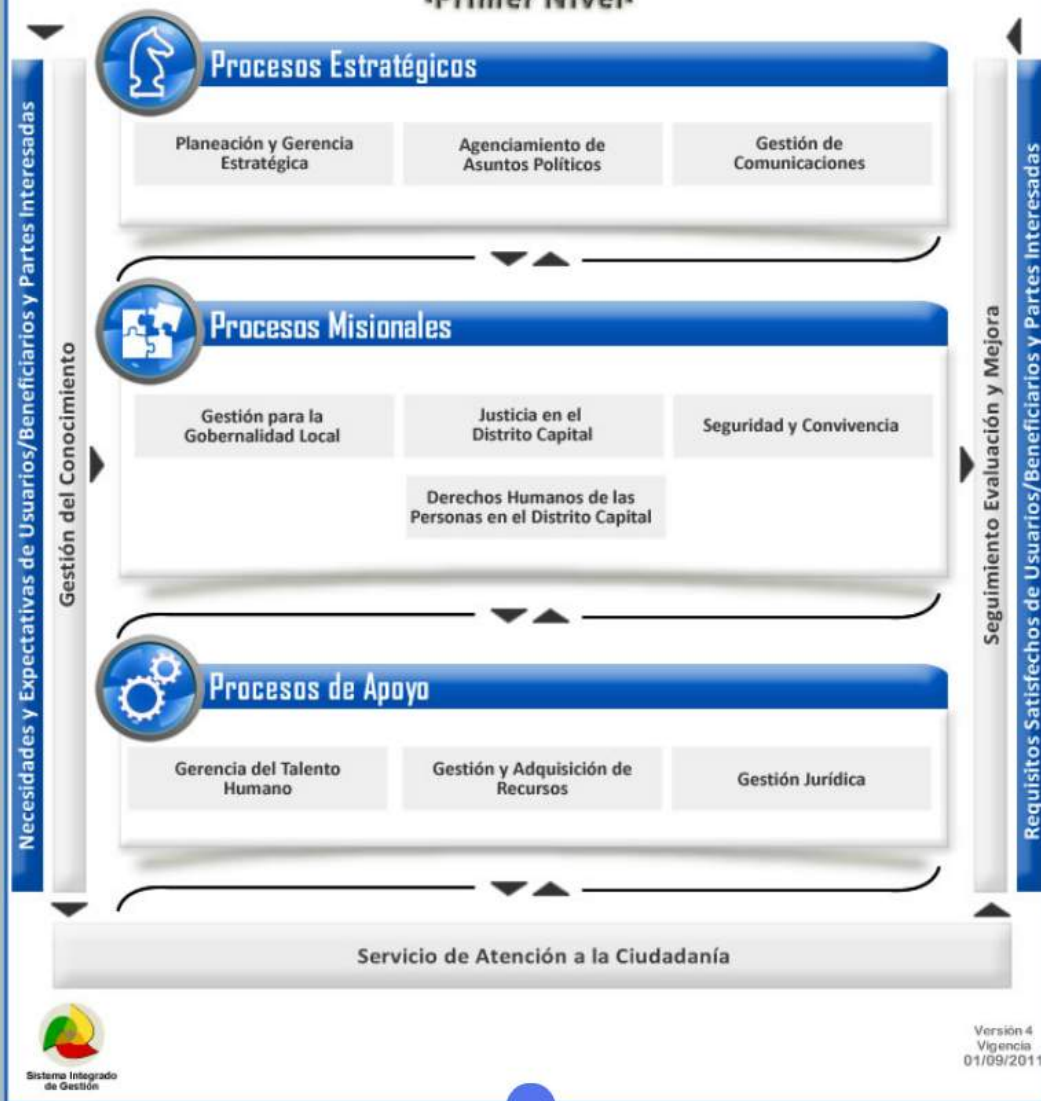 -Primer Nivel-
Procesos Estratégicos
Planeación y Gerencia
Estratégica
Agenciamiento de
Asuntos Políticos
Gestión de
Comunicaciones
Necesidades y Expectativas de Usuarios/Beneficiarios y Partes Interesadas
Gestión del Conocimiento
Procesos Misionales
Gestión para la
Gobernalidad Local
Justicia en el
Distrito Capital
Seguridad y Convivencia
Derechos Humanos de las
Personas en el Distrito Capital
Seguimiento Evaluación y Mejora
Requisitos Satisfechos de Usuarios/Beneficiarios y Partes Interesadas
Procesos de Apoyo
Gerencia del Talento
Humano
Gestión y Adquisición de
Recursos
Gestión Jurídica
Servicio de Atención a la Ciudadanía
Sistema Integrado
de Gestión
Versión 4
Vigencia
01/09/2011